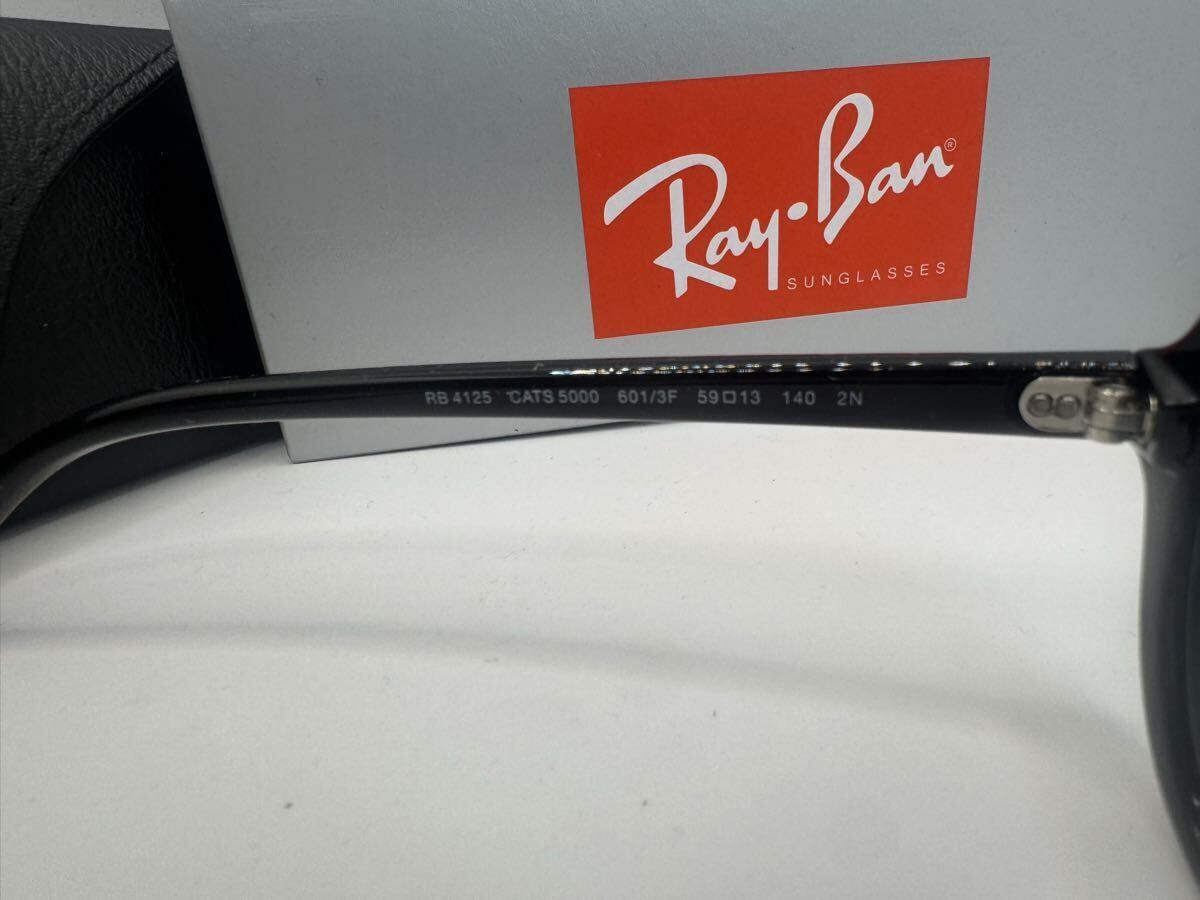 Ray·Ban®
SUNGLASSES
RB 4125 "CATS 5000 601/3F 59□13 140 2N